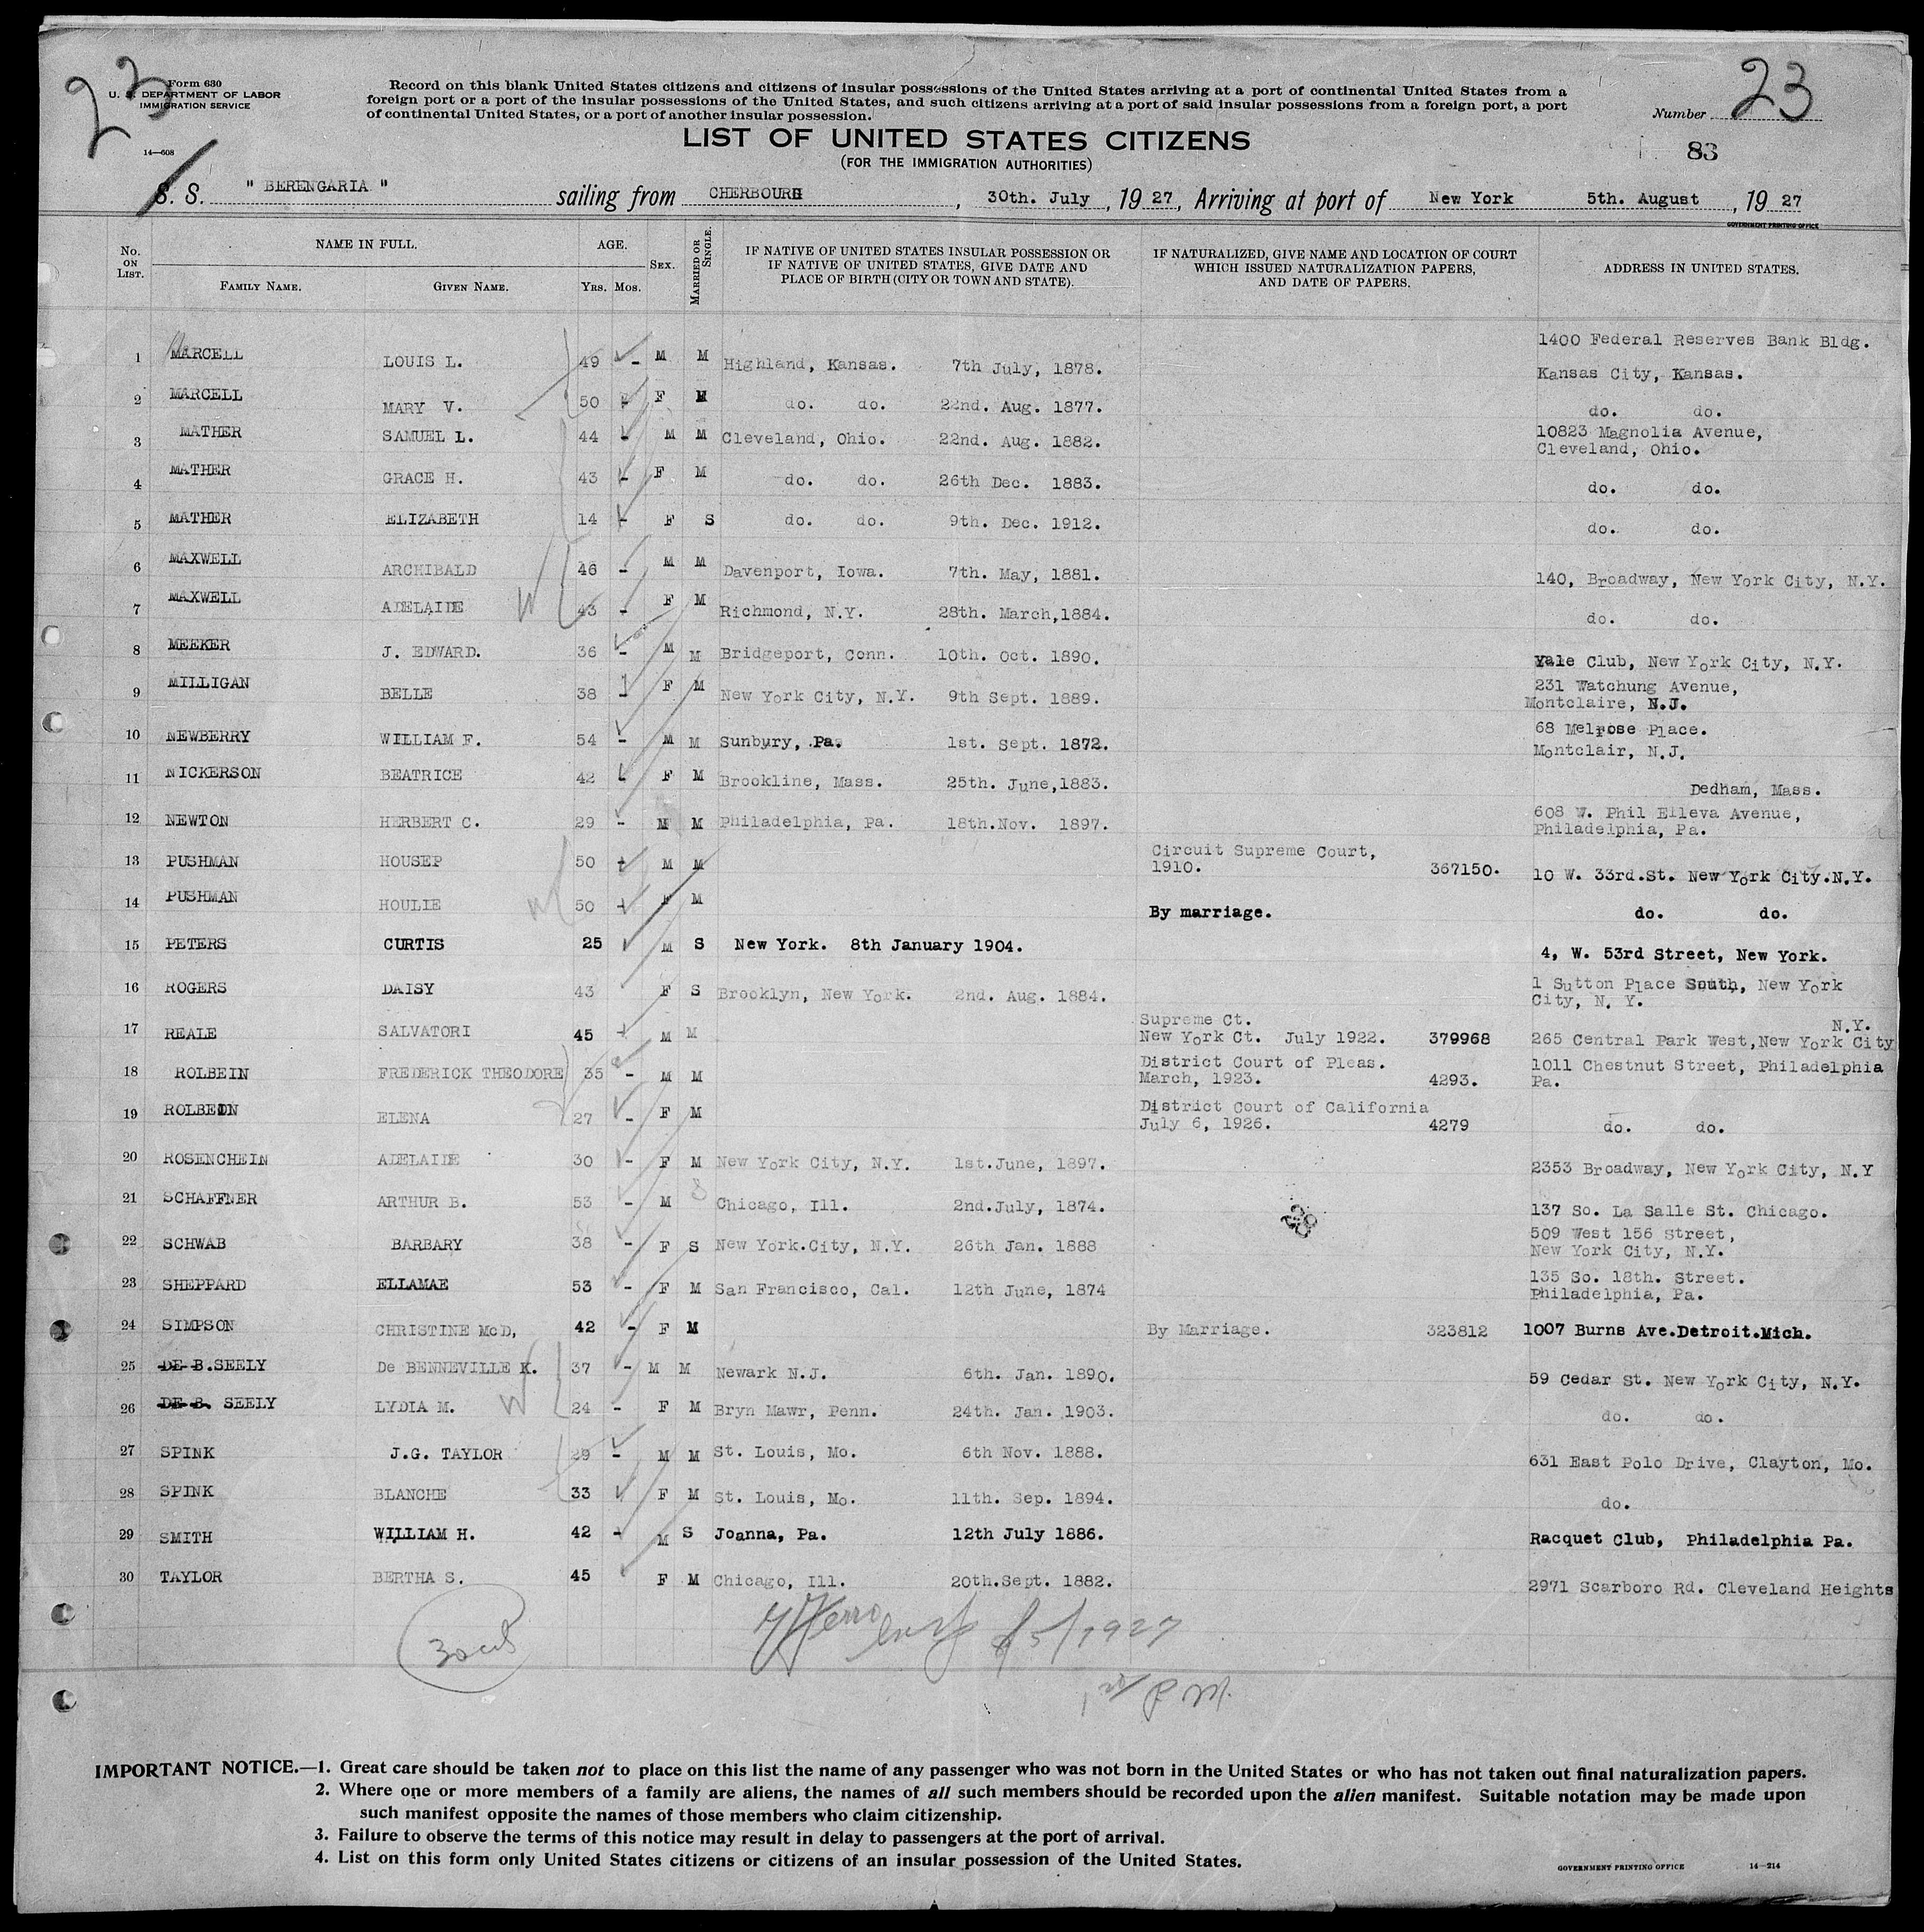 23
Form 630
U. S. DEPARTMENT OF LABOR
IMMIGRATION SERVICE
14—608
Record on this blank United States citizens and citizens of insular possessions of the United States arriving at a port of continental United States from a
foreign port or a port of the insular possessions of the United States, and such citizens arriving at a port of said insular possessions from a foreign port, a port
of continental United States, or a port of another insular possession.
LIST OF UNITED STATES CITIZENS
(FOR THE IMMIGRATION AUTHORITIES)
Number 23
83
S. S. " BERENGARIA " sailing from CHERBOURG, 30th. July, 1927, Arriving at port of New York 5th. August, 1927
GOVERNMENT PRINTING OFFICE
No. ON LIST. NAME IN FULL. FAMILY NAME. GIVEN NAME. AGE. Yrs. Mos. SEX. MARRIED OR SINGLE. IF NATIVE OF UNITED STATES INSULAR POSSESSION OR IF NATIVE OF UNITED STATES, GIVE DATE AND PLACE OF BIRTH (CITY OR TOWN AND STATE). IF NATURALIZED, GIVE NAME AND LOCATION OF COURT WHICH ISSUED NATURALIZATION PAPERS, AND DATE OF PAPERS. ADDRESS IN UNITED STATES.
1 MARCELL LOUIS L. 49 - M M Highland, Kansas. 7th July, 1878. 1400 Federal Reserves Bank Bldg. Kansas City, Kansas.
2 MARCELL MARY V. 50 - F M do. do. 22nd. Aug. 1877. do. do.
3 MATHER SAMUEL L. 44 - M M Cleveland, Ohio. 22nd. Aug. 1882. 10823 Magnolia Avenue, Cleveland, Ohio.
4 MATHER GRACE H. 43 - F M do. do. 26th Dec. 1883. do. do.
5 MATHER ELIZABETH 14 - F S do. do. 9th. Dec. 1912. do. do.
6 MAXWELL ARCHIBALD 46 - M M Davenport, Iowa. 7th. May, 1881. 140, Broadway, New York City, N.Y.
7 MAXWELL ADELAIDE 43 - F M Richmond, N.Y. 28th. March,1884. do. do.
8 MEEKER J. EDWARD. 36 - M M Bridgeport, Conn. 10th. Oct. 1890. Yale Club, New York City, N.Y.
9 MILLIGAN BELLE 38 - F M New York City, N.Y. 9th Sept. 1889. 231 Watchung Avenue, Montclaire, N.J.
10 NEWBERRY WILLIAM F. 54 - M M Sunbury, Pa. 1st. Sept. 1872. 68 Melrose Place. Montclair, N.J.
11 NICKERSON BEATRICE 42 - F M Brookline, Mass. 25th. June,1883. Dedham, Mass.
12 NEWTON HERBERT C. 29 - M M Philadelphia, Pa. 18th.Nov. 1897. 608 W. Phil Elleva Avenue, Philadelphia, Pa.
13 PUSHMAN HOUSEP 50 - M M Circuit Supreme Court, 1910. 367150. 10 W. 33rd.St. New York City.N.Y.
14 PUSHMAN HOULIE 50 - F M By marriage. do. do.
15 PETERS CURTIS 25 M S New York. 8th January 1904. 4, W. 53rd Street, New York.
16 ROGERS DAISY 43 F S Brooklyn, New York. 2nd. Aug. 1884. 1 Sutton Place South, New York City, N. Y.
17 REALE SALVATORI 45 - M M Supreme Ct. New York Ct. July 1922. 379968 265 Central Park West,New York City N.Y.
18 ROLBEIN FREDERICK THEODORE 35 - M M District Court of Pleas. March, 1923. 4293. 1011 Chestnut Street, Philadelphia Pa.
19 ROLBEIN ELENA 27 - F M District Court of California July 6, 1926. 4279 do. do.
20 ROSENCHEIN ADELAIDE 30 - F M New York City, N.Y. 1st.June, 1897. 2353 Broadway, New York City, N.Y
21 SCHAFFNER ARTHUR B. 53 - M S Chicago, Ill. 2nd.July, 1874. 137 So. La Salle St. Chicago.
22 SCHWAB BARBARY 38 - F S New York.City, N.Y. 26th Jan. 1888 509 West 156 Street, New York City, N.Y.
23 SHEPPARD ELLAMAE 53 - F M San Francisco, Cal. 12th June, 1874 135 So. 18th. Street. Philadelphia, Pa.
24 SIMPSON CHRISTINE McD, 42 - F M By Marriage. 323812 1007 Burns Ave.Detroit.Mich.
25 DE B.SEELY De BENNEVILLE K. 37 - M M Newark N.J. 6th. Jan. 1890. 59 Cedar St. New York City, N.Y.
26 DE B. SEELY LYDIA M. 24 - F M Bryn Mawr, Penn. 24th. Jan. 1903. do. do.
27 SPINK J.G. TAYLOR 29 - M M St. Louis, Mo. 6th Nov. 1888. 631 East Polo Drive, Clayton, Mo.
28 SPINK BLANCHE 33 F M St. Louis, Mo. 11th. Sep. 1894. do.
29 SMITH WILLIAM H. 42 - M S Joanna, Pa. 12th July 1886. Racquet Club, Philadelphia Pa.
30 TAYLOR BERTHA S. 45 F M Chicago, Ill. 20th.Sept. 1882. 2971 Scarboro Rd. Cleveland Heights
8/5/1927
P M.
IMPORTANT NOTICE.—1. Great care should be taken not to place on this list the name of any passenger who was not born in the United States or who has not taken out final naturalization papers.
2. Where one or more members of a family are aliens, the names of all such members should be recorded upon the alien manifest. Suitable notation may be made upon
such manifest opposite the names of those members who claim citizenship.
3. Failure to observe the terms of this notice may result in delay to passengers at the port of arrival.
4. List on this form only United States citizens or citizens of an insular possession of the United States.
GOVERNMENT PRINTING OFFICE 14—214